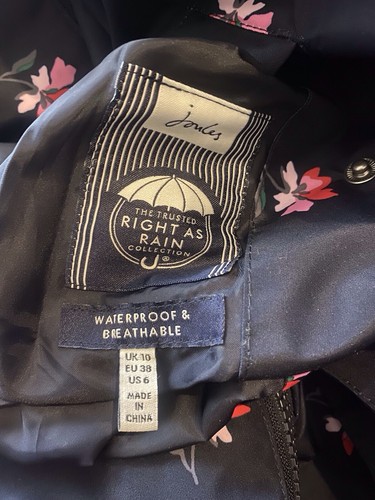 Joules
THE TRUSTED
RIGHT AS
RAIN
COLLECTION
®
WATERPROOF &
BREATHABLE
UK 10
EU 38
US 6
MADE
IN
CHINA